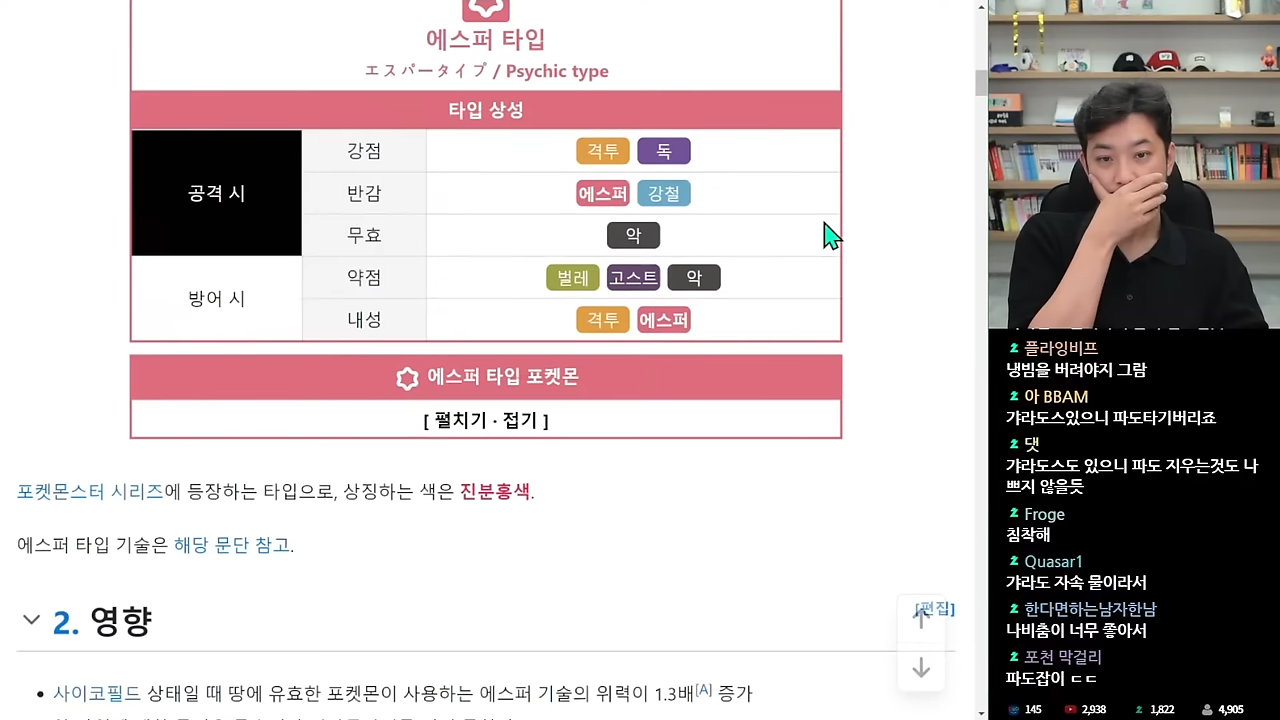 에스퍼 타입
エスパータイプ / Psychic type
타입 상성
공격 시
강점
격투 독
반감
에스퍼 강철
무효
악
방어 시
약점
벌레 고스트 악
내성
격투 에스퍼
에스퍼 타입 포켓몬
[ 펼치기 · 접기 ]
포켓몬스터 시리즈에 등장하는 타입으로, 상징하는 색은 진분홍색.
에스퍼 타입 기술은 해당 문단 참고.
2. 영향
[편집]
사이코필드 상태일 때 땅에 유효한 포켓몬이 사용하는 에스퍼 기술의 위력이 1.3배[A] 증가
플라잉비프
냉빔을 버려야지 그람
아 BBAM
갸라도스있으니 파도타기버리죠
댓
갸라도스도 있으니 파도 지우는것도 나
쁘지 않을듯
Froge
침착해
Quasar1
갸라도 자속 물이라서
한다면하는남자한남
나비춤이 너무 좋아서
포천 막걸리
파도잡이 ㄷㄷ
145 2,938 1,822 4,905